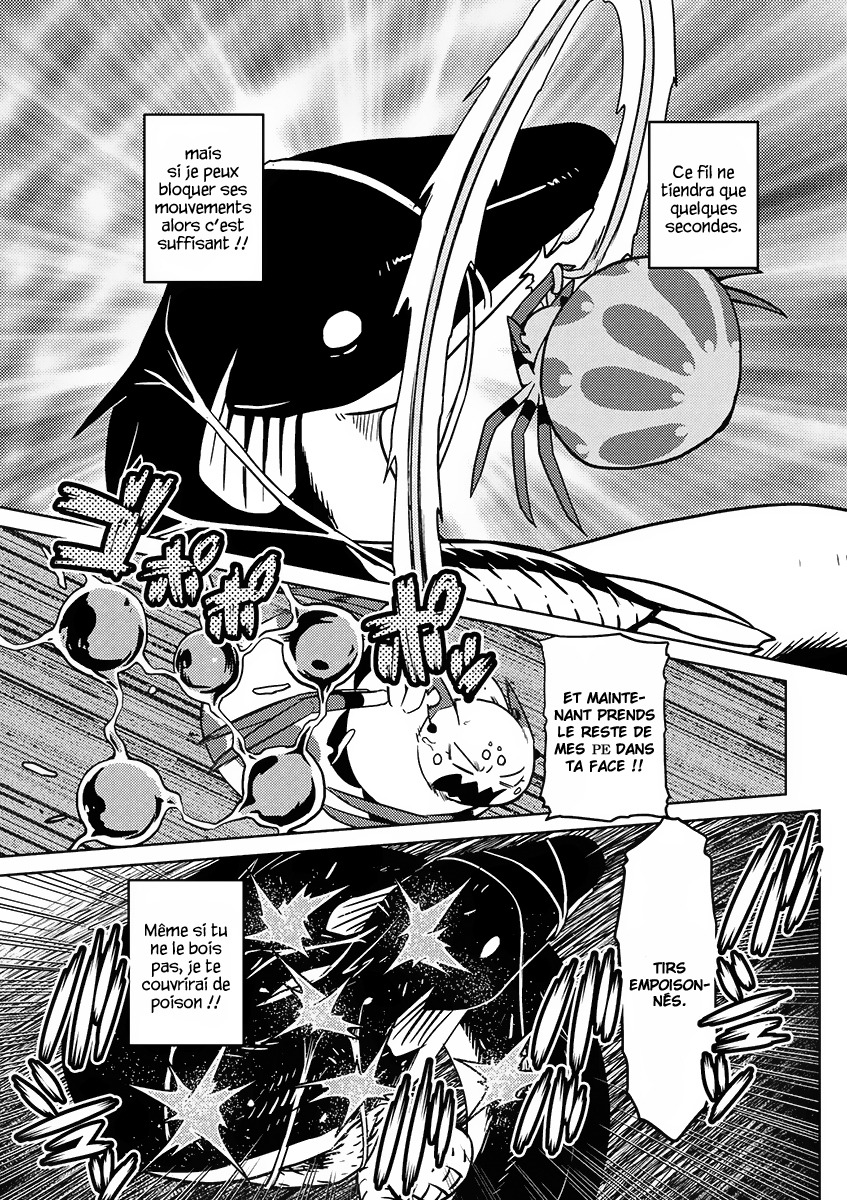 Ce fil ne
tiendra que
quelques
secondes.
mais
si je peux
bloquer ses
mouvements
alors c'est
suffisant !!
ゴ
ポポ
ポッ
ET MAINTE-
NANT PRENDS
LE RESTE DE
MES PE DANS
TA FACE !!
TIRS
EMPOISON-
NÉS.
Même si tu
ne le bois
pas, je te
couvrirai de
poison !!